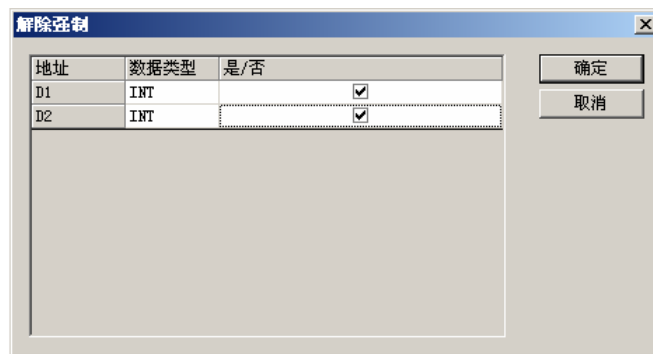 解除强制
地址 数据类型 是/否
D1 INT
D2 INT
确定
取消